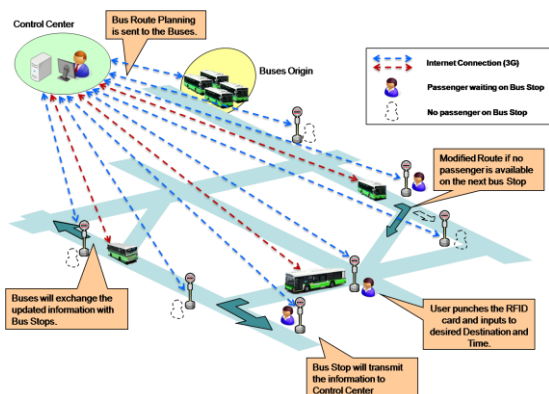 Control Center
Bus Route Planning
is sent to the Buses.
Buses Origin
Internet Connection (3G)
Passenger waiting on Bus Stop
No passenger on Bus Stop
Modified Route if no
passenger is available
on the next bus Stop
Buses will exchange the
updated information with
Bus Stops.
User punches the RFID
card and inputs to
desired Destination and
Time.
Bus Stop will transmit
the information to
Control Center